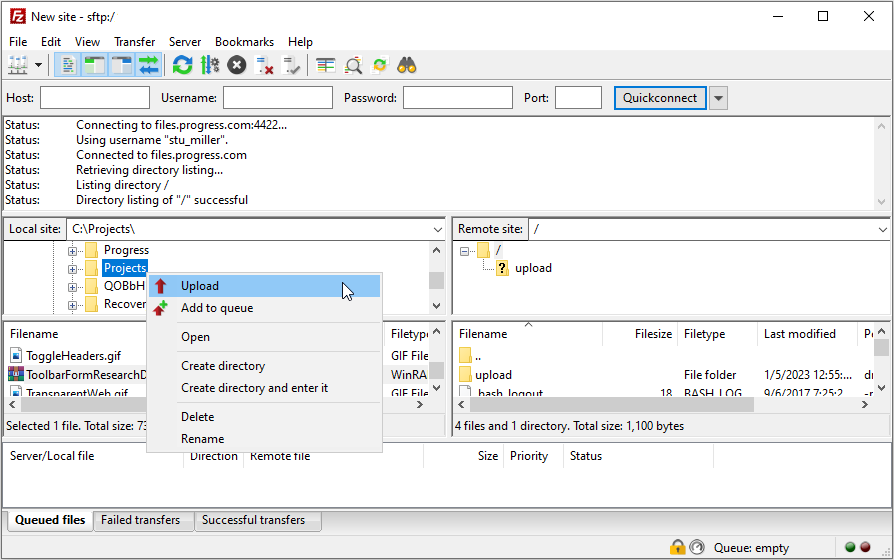 New site - sftp:/
File Edit View Transfer Server Bookmarks Help
Host: Username: Password: Port: Quickconnect
Status: Connecting to files.progress.com:4422...
Status: Using username "stu_miller".
Status: Connected to files.progress.com
Status: Retrieving directory listing...
Status: Listing directory /
Status: Directory listing of "/" successful
Local site: C:\Projects\
Progress
Projects
QOBbH
Recover
Remote site: /
/
? upload
Upload
Add to queue
Open
Create directory
Create directory and enter it
Delete
Rename
Filename Filetype
ToggleHeaders.gif GIF File
ToolbarFormResearchD WinRA
TransparentWeb.gif GIF File
Selected 1 file. Total size: 73
Filename Filesize Filetype Last modified Pe
..
upload File folder 1/5/2023 12:55:... dr
.bash_logout 18 BASH_LOG... 9/6/2017 7:25:2... -r
4 files and 1 directory. Total size: 1,100 bytes
Server/Local file Direction Remote file Size Priority Status
Queued files Failed transfers Successful transfers
Queue: empty